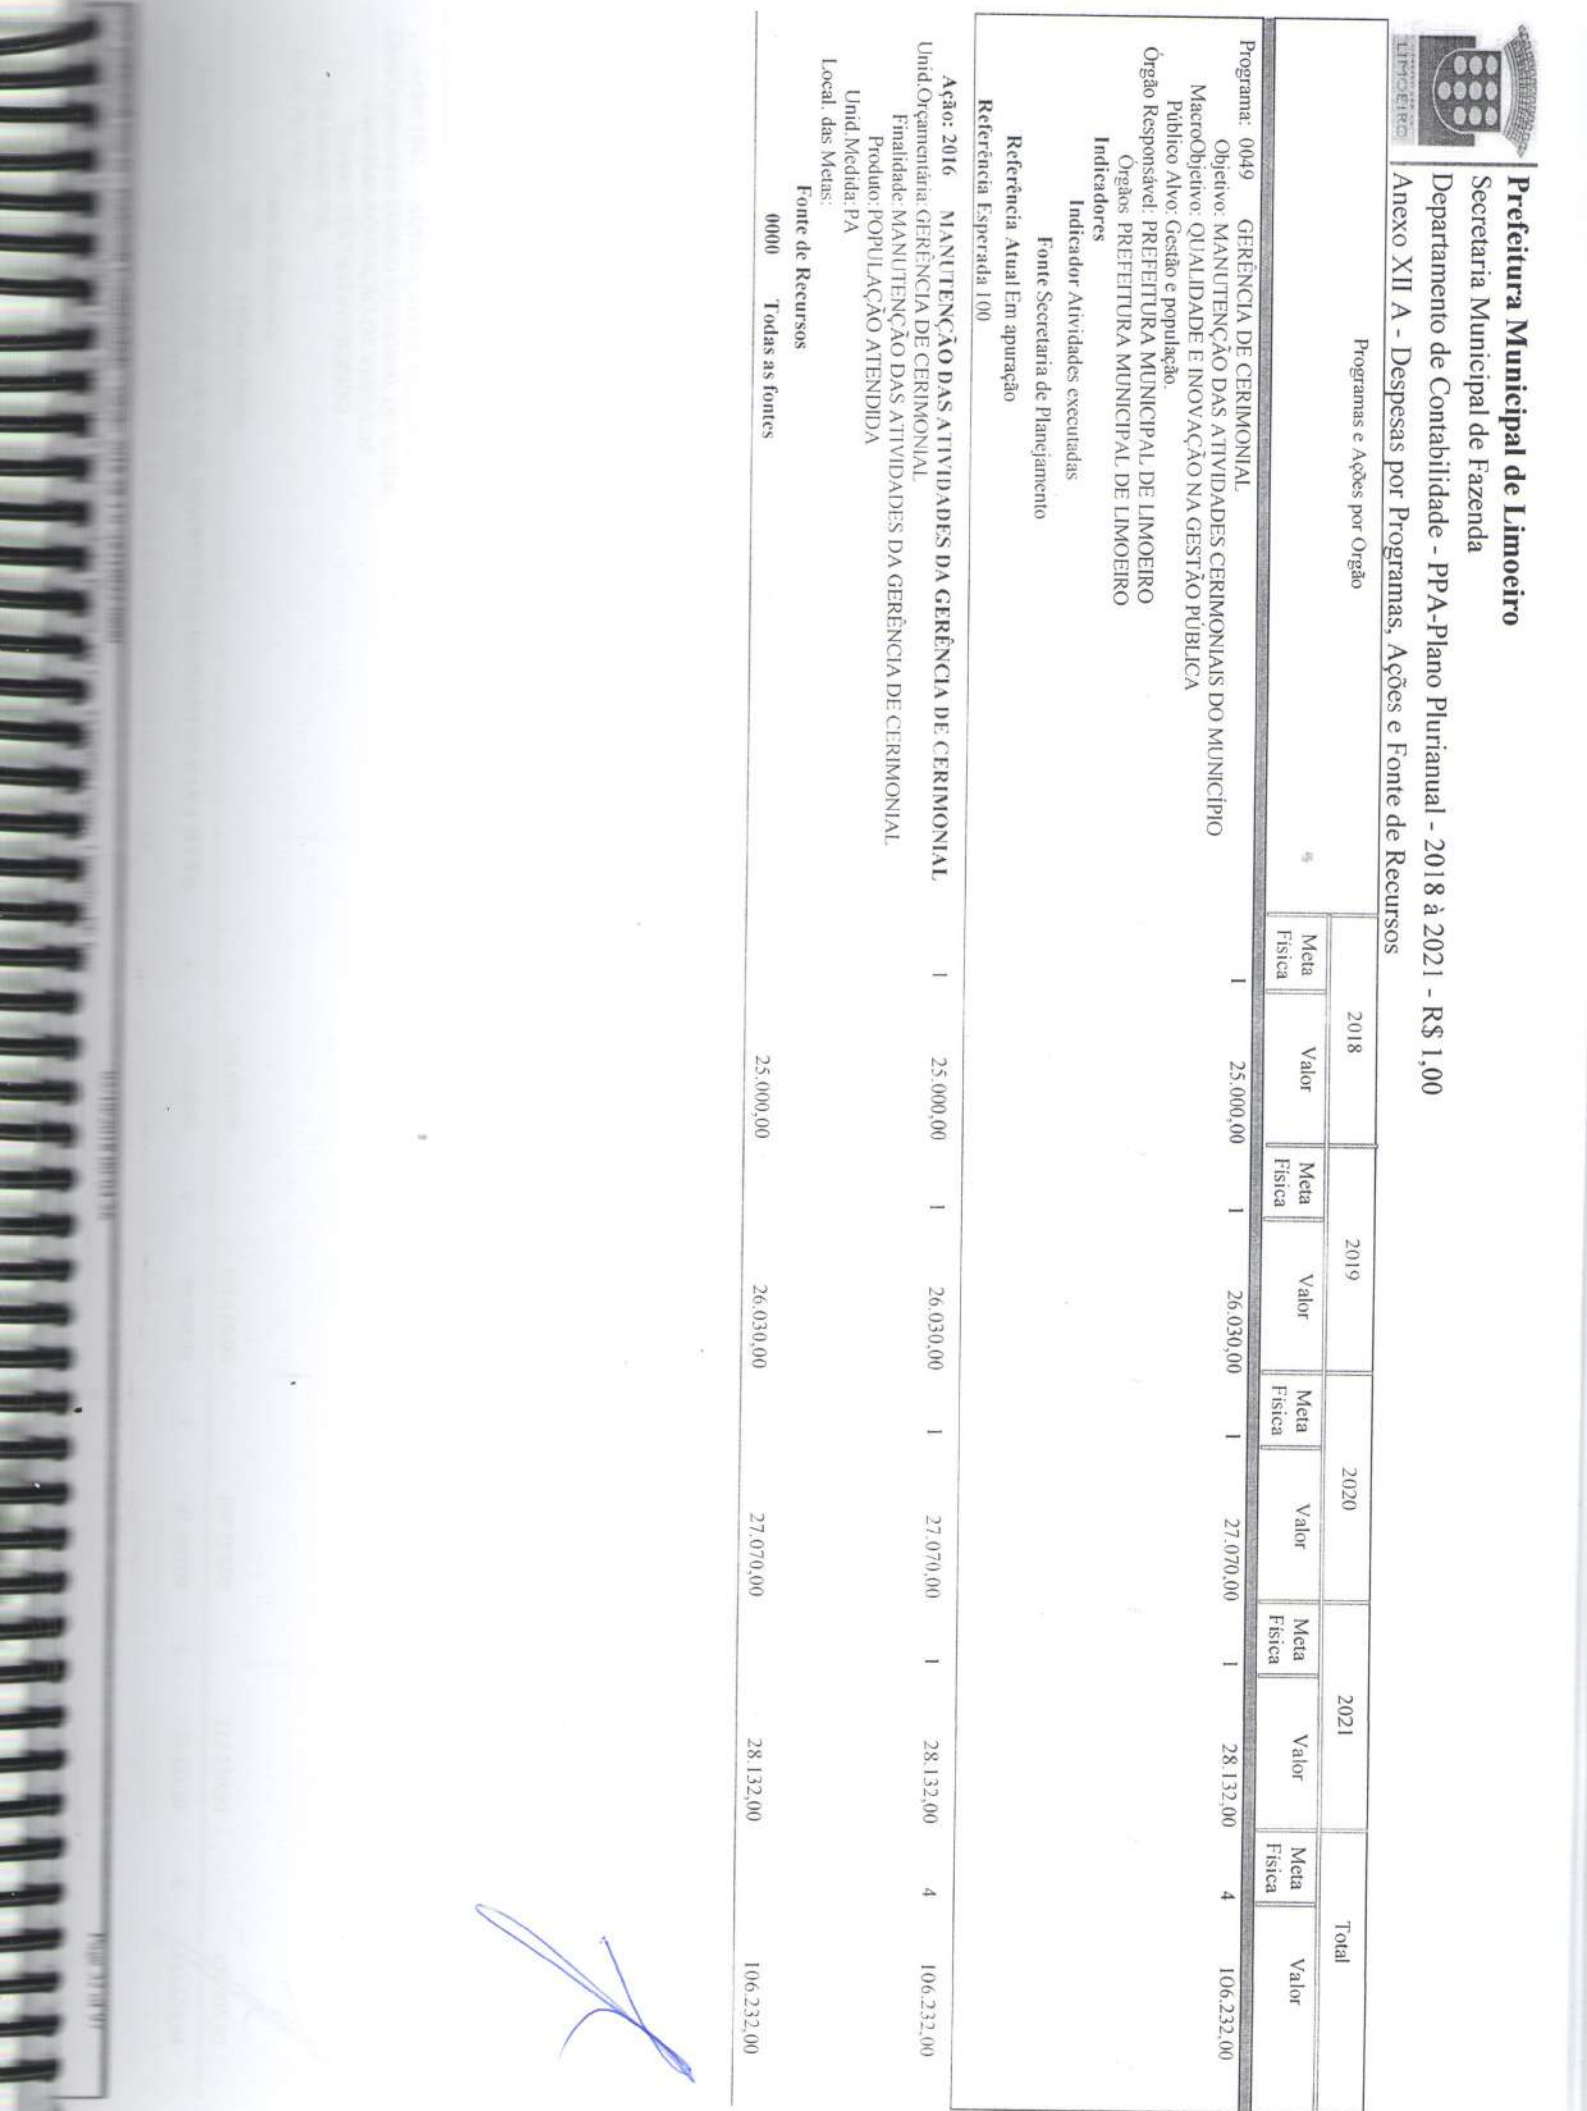 LIMOEIRO
Prefeitura Municipal de Limoeiro
Secretaria Municipal de Fazenda
Departamento de Contabilidade - PPA-Plano Plurianual - 2018 à 2021 - R$ 1,00
Anexo XII A - Despesas por Programas, Ações e Fonte de Recursos
Programas e Ações por Orgão 2018 2019 2020 2021 Total
Meta Física Valor Meta Física Valor Meta Física Valor Meta Física Valor Meta Física Valor
Programa: 0049 GERÊNCIA DE CERIMONIAL 1 25.000,00 1 26.030,00 1 27.070,00 1 28.132,00 4 106.232,00
Objetivo: MANUTENÇÃO DAS ATIVIDADES CERIMONIAIS DO MUNICÍPIO
MacroObjetivo: QUALIDADE E INOVAÇÃO NA GESTÃO PÚBLICA
Público Alvo: Gestão e população.
Órgão Responsável: PREFEITURA MUNICIPAL DE LIMOEIRO
Órgãos PREFEITURA MUNICIPAL DE LIMOEIRO
Indicadores
Indicador Atividades executadas
Fonte Secretaria de Planejamento
Referência Atual Em apuração
Referência Esperada 100
Ação: 2016 MANUTENÇÃO DAS ATIVIDADES DA GERÊNCIA DE CERIMONIAL 1 25.000,00 1 26.030,00 1 27.070,00 1 28.132,00 4 106.232,00
Unid.Orçamentária: GERÊNCIA DE CERIMONIAL
Finalidade: MANUTENÇÃO DAS ATIVIDADES DA GERÊNCIA DE CERIMONIAL
Produto: POPULAÇÃO ATENDIDA
Unid.Medida: PA
Local. das Metas:
Fonte de Recursos
0000 Todas as fontes 25.000,00 26.030,00 27.070,00 28.132,00 106.232,00